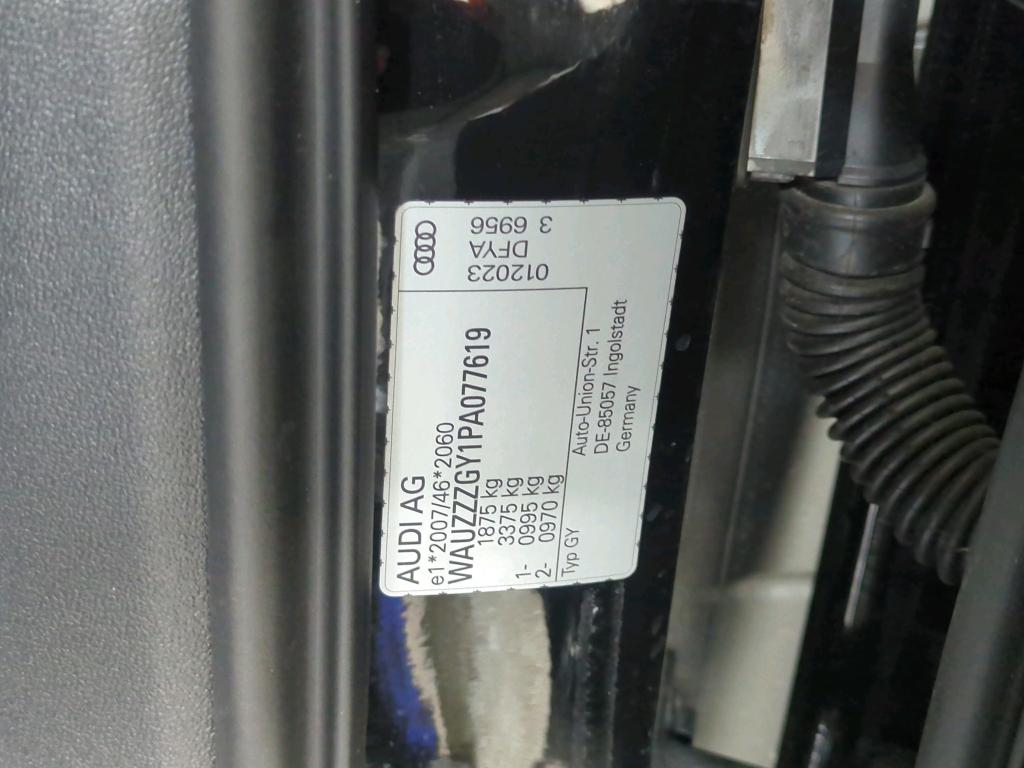 AUDI AG
e1*2007/46*2060
WAUZZZGY1PA077619
1875 kg
3375 kg
1- 0995 kg
2- 0970 kg
Typ GY
Auto-Union-Str. 1
DE-85057 Ingolstadt
Germany
012023
DFYA
3 6956